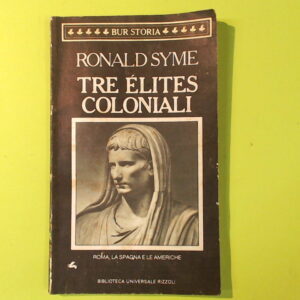 BUR STORIA
RONALD SYME
TRE ÉLITES
COLONIALI
ROMA, LA SPAGNA E LE AMERICHE
BIBLIOTECA UNIVERSALE RIZZOLI